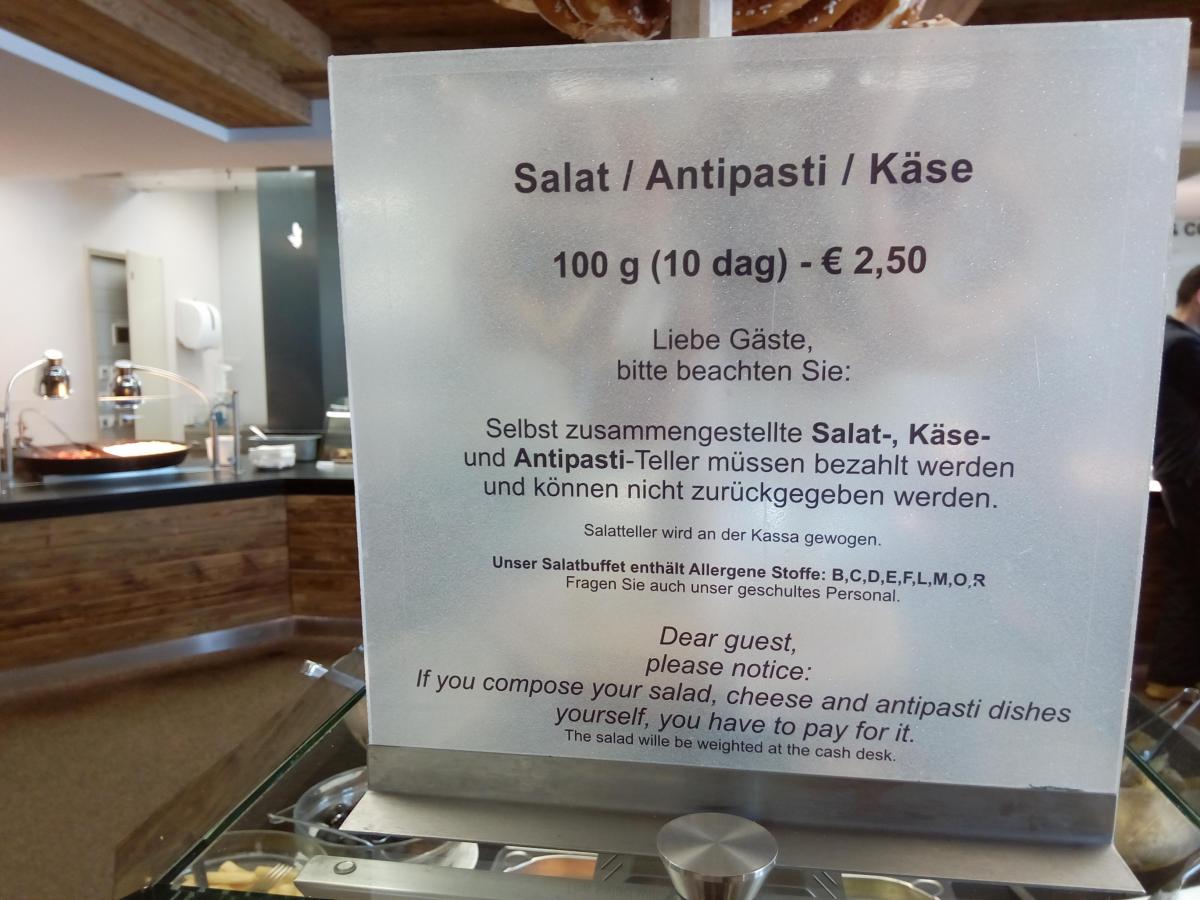 Salat / Antipasti / Käse
100 g (10 dag) - € 2,50
Liebe Gäste,
bitte beachten Sie:
Selbst zusammengestellte Salat-, Käse-
und Antipasti-Teller müssen bezahlt werden
und können nicht zurückgegeben werden.
Salatteller wird an der Kassa gewogen.
Unser Salatbuffet enthält Allergene Stoffe: B,C,D,E,F,L,M,O,R
Fragen Sie auch unser geschultes Personal.
Dear guest,
please notice:
If you compose your salad, cheese and antipasti dishes
yourself, you have to pay for it.
The salad wille be weighted at the cash desk.